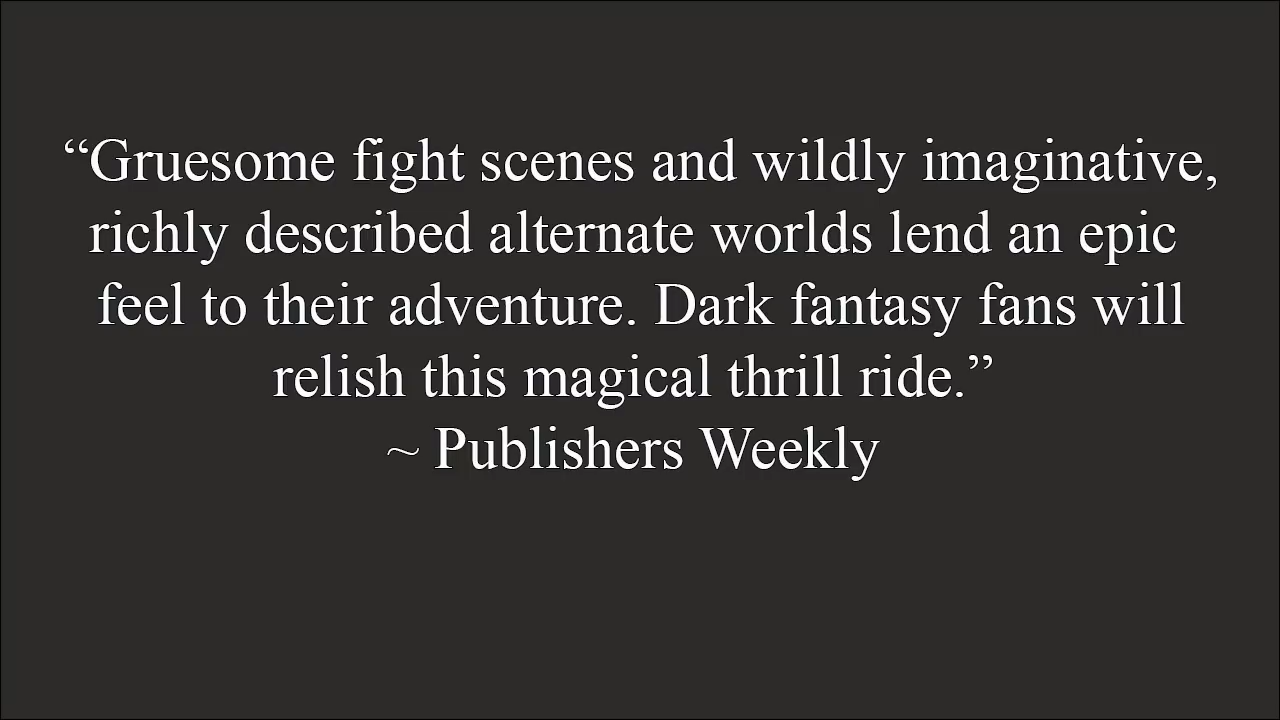 “Gruesome fight scenes and wildly imaginative,
richly described alternate worlds lend an epic
feel to their adventure. Dark fantasy fans will
relish this magical thrill ride.”
~ Publishers Weekly